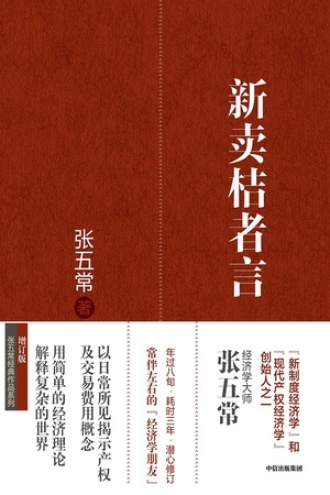 新卖桔者言
张五常
著
『新制度经济学』和
『现代产权经济学』
创始人之一
经济学大师
张五常
年过八旬·耗时三年·潜心修订
常伴左右的『经济学朋友』
以日常所见揭示产权
及交易费用概念
用简单的经济理论
解释复杂的世界
增订版
张五常经典作品系列
中信出版集团